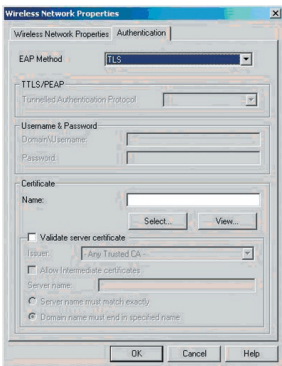 Wireless Network Properties
Wireless Network Properties Authentication
EAP Method TLS
TTLS/PEAP
Tunnelled Authentication Protocol
Username & Password
Domain\Username:
Password:
Certificate
Name:
Select... View...
Validate server certificate
Issuer: - Any Trusted CA -
Allow Intermediate certificates
Server name:
Server name must match exactly
Domain name must end in specified name
OK Cancel Help